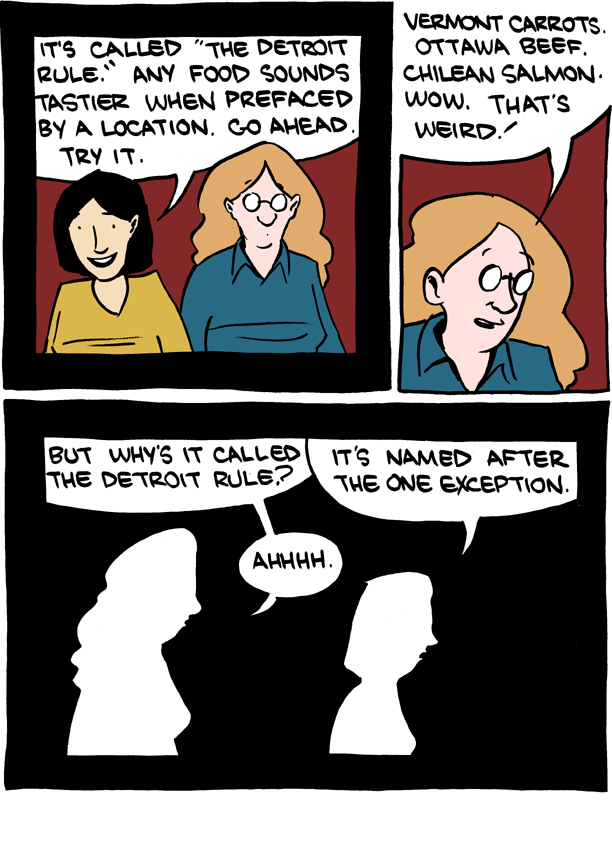 IT'S CALLED "THE DETROIT
RULE." ANY FOOD SOUNDS
TASTIER WHEN PREFACED
BY A LOCATION. GO AHEAD.
TRY IT.
VERMONT CARROTS.
OTTAWA BEEF.
CHILEAN SALMON.
WOW. THAT'S
WEIRD!
BUT WHY'S IT CALLED
THE DETROIT RULE?
IT'S NAMED AFTER
THE ONE EXCEPTION.
AHHHH.